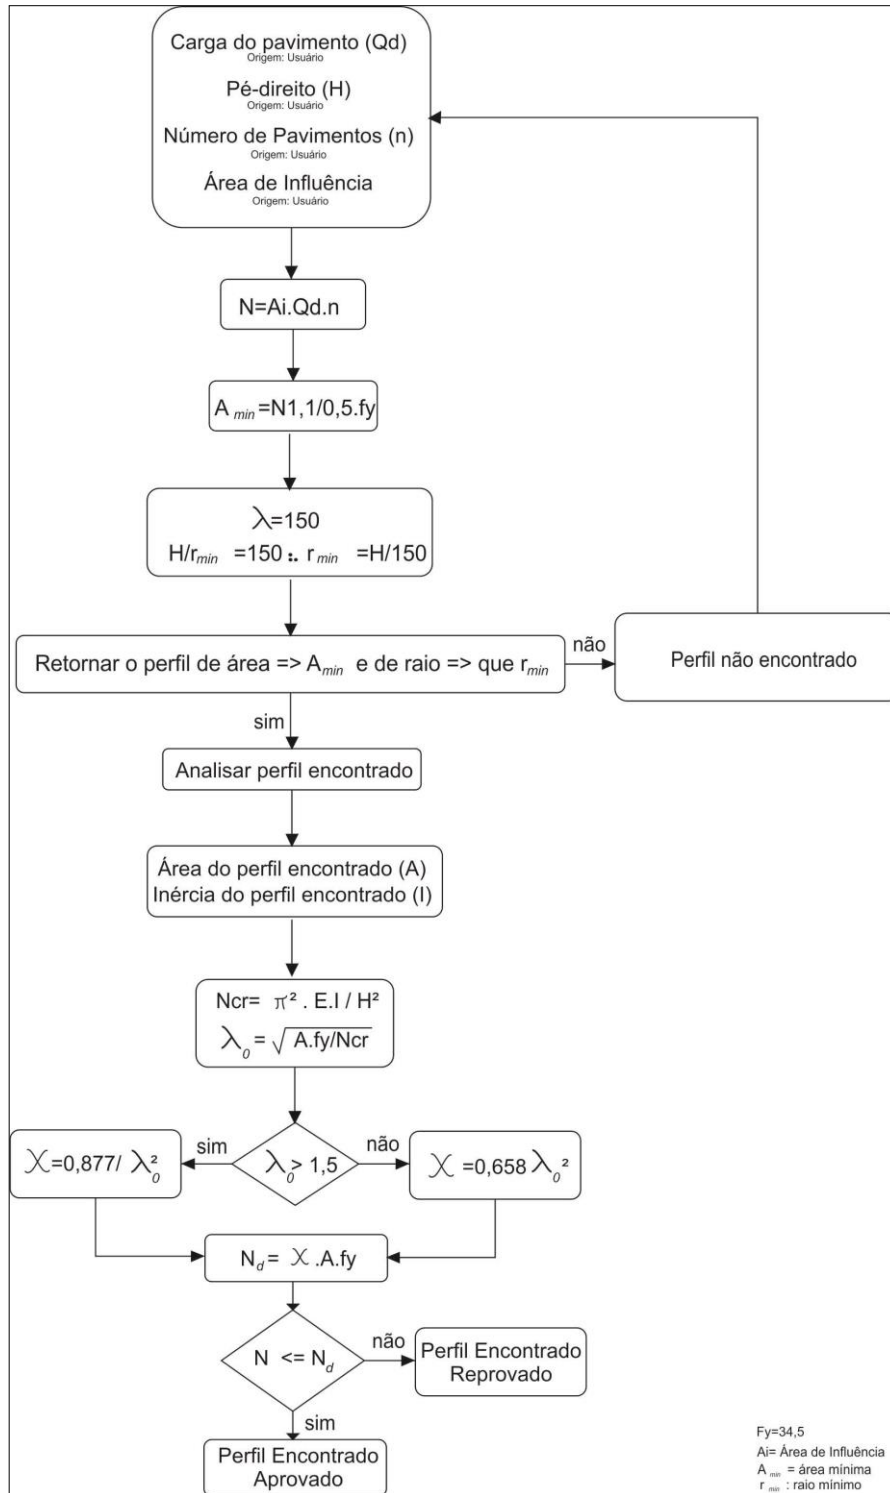 Carga do pavimento (Qd)
Origem: Usuário
Pé-direito (H)
Origem: Usuário
Número de Pavimentos (n)
Origem: Usuário
Área de Influência
Origem: Usuário
N=Ai.Qd.n
A min =N1,1/0,5.fy
λ=150
H/rmin =150 ∴ r min =H/150
Retornar o perfil de área => Amin e de raio => que rmin
não
Perfil não encontrado
sim
Analisar perfil encontrado
Área do perfil encontrado (A)
Inércia do perfil encontrado (I)
Ncr= π² . E.I / H²
λ0 = √ A.fy/Ncr
χ=0,877/ λ0²
sim
λ0 > 1,5
não
χ =0,658 λ0²
Nd = χ .A.fy
N <= Nd
não
Perfil Encontrado
Reprovado
sim
Perfil Encontrado
Aprovado
Fy=34,5
Ai= Área de Influência
A min = área mínima
r min : raio mínimo